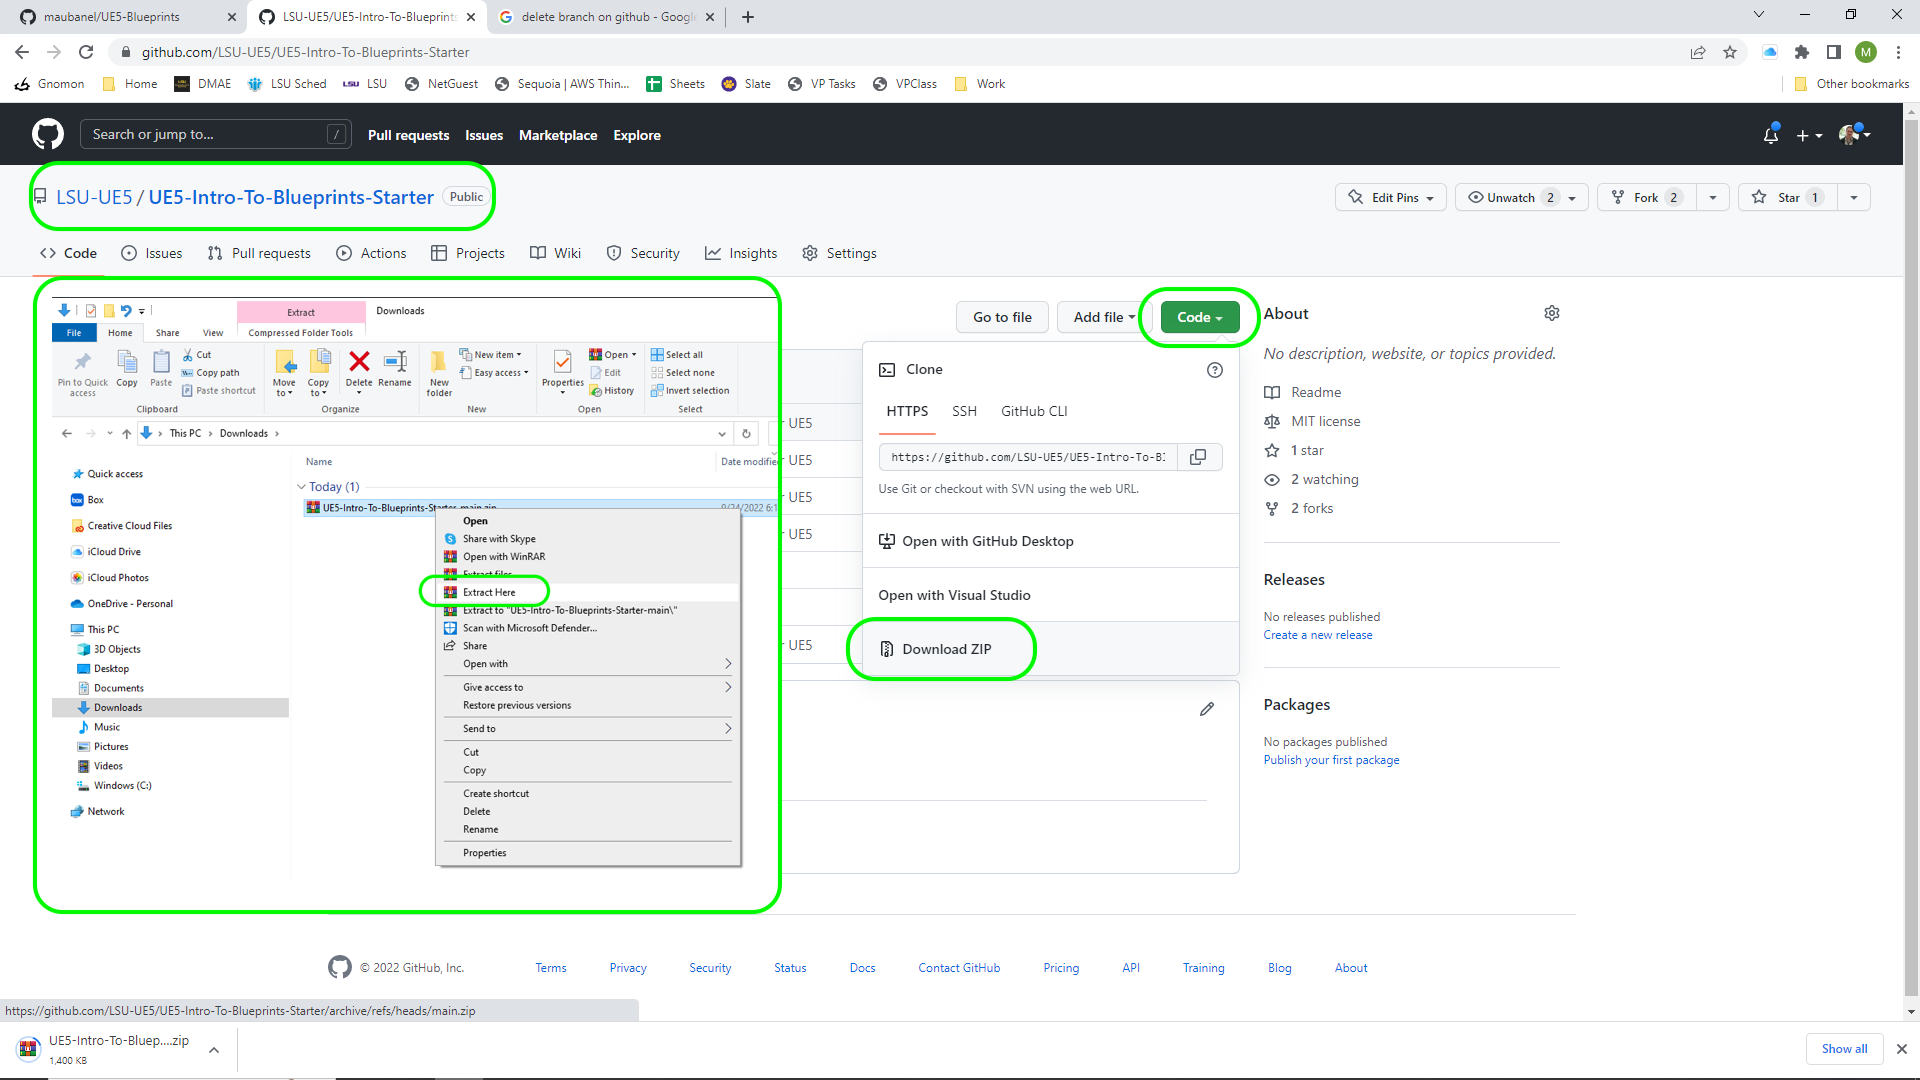 maubanel/UE5-Blueprints
LSU-UE5/UE5-Intro-To-Blueprints
delete branch on github - Google
github.com/LSU-UE5/UE5-Intro-To-Blueprints-Starter
M
Gnomon Home DMAE LSU Sched LSU NetGuest Sequoia | AWS Thin... Sheets Slate VP Tasks VPClass Work Other bookmarks
Search or jump to... / Pull requests Issues Marketplace Explore
LSU-UE5 / UE5-Intro-To-Blueprints-Starter Public
Edit Pins Unwatch 2 Fork 2 Star 1
Code Issues Pull requests Actions Projects Wiki Security Insights Settings
Extract Downloads
File Home Share View Compressed Folder Tools
Pin to Quick access
Copy
Paste
Cut
Copy path
Paste shortcut
Clipboard
Move to
Copy to
Delete
Rename
Organize
New folder
New item
Easy access
New
Properties
Open
Edit
History
Open
Select all
Select none
Invert selection
Select
This PC Downloads
Name Date modified
Today (1)
UE5-Intro-To-Blueprints-Starter-main.zip
Quick access
Box
Creative Cloud Files
iCloud Drive
iCloud Photos
OneDrive - Personal
This PC
3D Objects
Desktop
Documents
Downloads
Music
Pictures
Videos
Windows (C:)
Network
Open
Share with Skype
Open with WinRAR
Extract files...
Extract Here
Extract to "UE5-Intro-To-Blueprints-Starter-main\"
Scan with Microsoft Defender...
Share
Open with
Give access to
Restore previous versions
Send to
Cut
Copy
Create shortcut
Delete
Rename
Properties
UE5
UE5
UE5
UE5
UE5
Go to file Add file Code
Clone
HTTPS SSH GitHub CLI
https://github.com/LSU-UE5/UE5-Intro-To-Bl
Use Git or checkout with SVN using the web URL.
Open with GitHub Desktop
Open with Visual Studio
Download ZIP
About
No description, website, or topics provided.
Readme
MIT license
1 star
2 watching
2 forks
Releases
No releases published
Create a new release
Packages
No packages published
Publish your first package
© 2022 GitHub, Inc. Terms Privacy Security Status Docs Contact GitHub Pricing API Training Blog About
https://github.com/LSU-UE5/UE5-Intro-To-Blueprints-Starter/archive/refs/heads/main.zip
UE5-Intro-To-Bluep....zip
1,400 KB
Show all